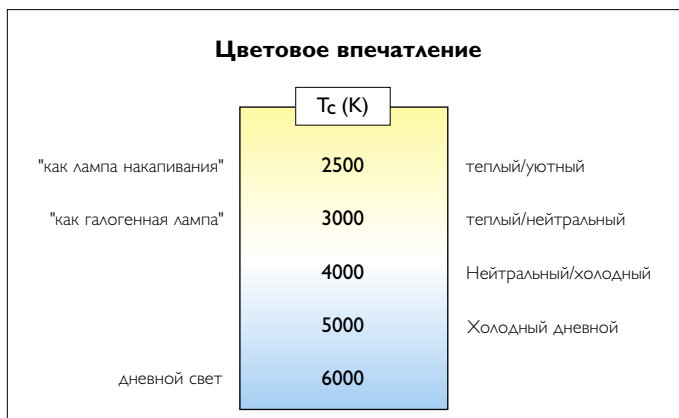 Цветовое впечатление
Tc (K)
"как лампа накапивания" 2500 теплый/уютный
"как галогенная лампа" 3000 теплый/нейтральный
4000 Нейтральный/холодный
5000 Холодный дневной
дневной свет 6000